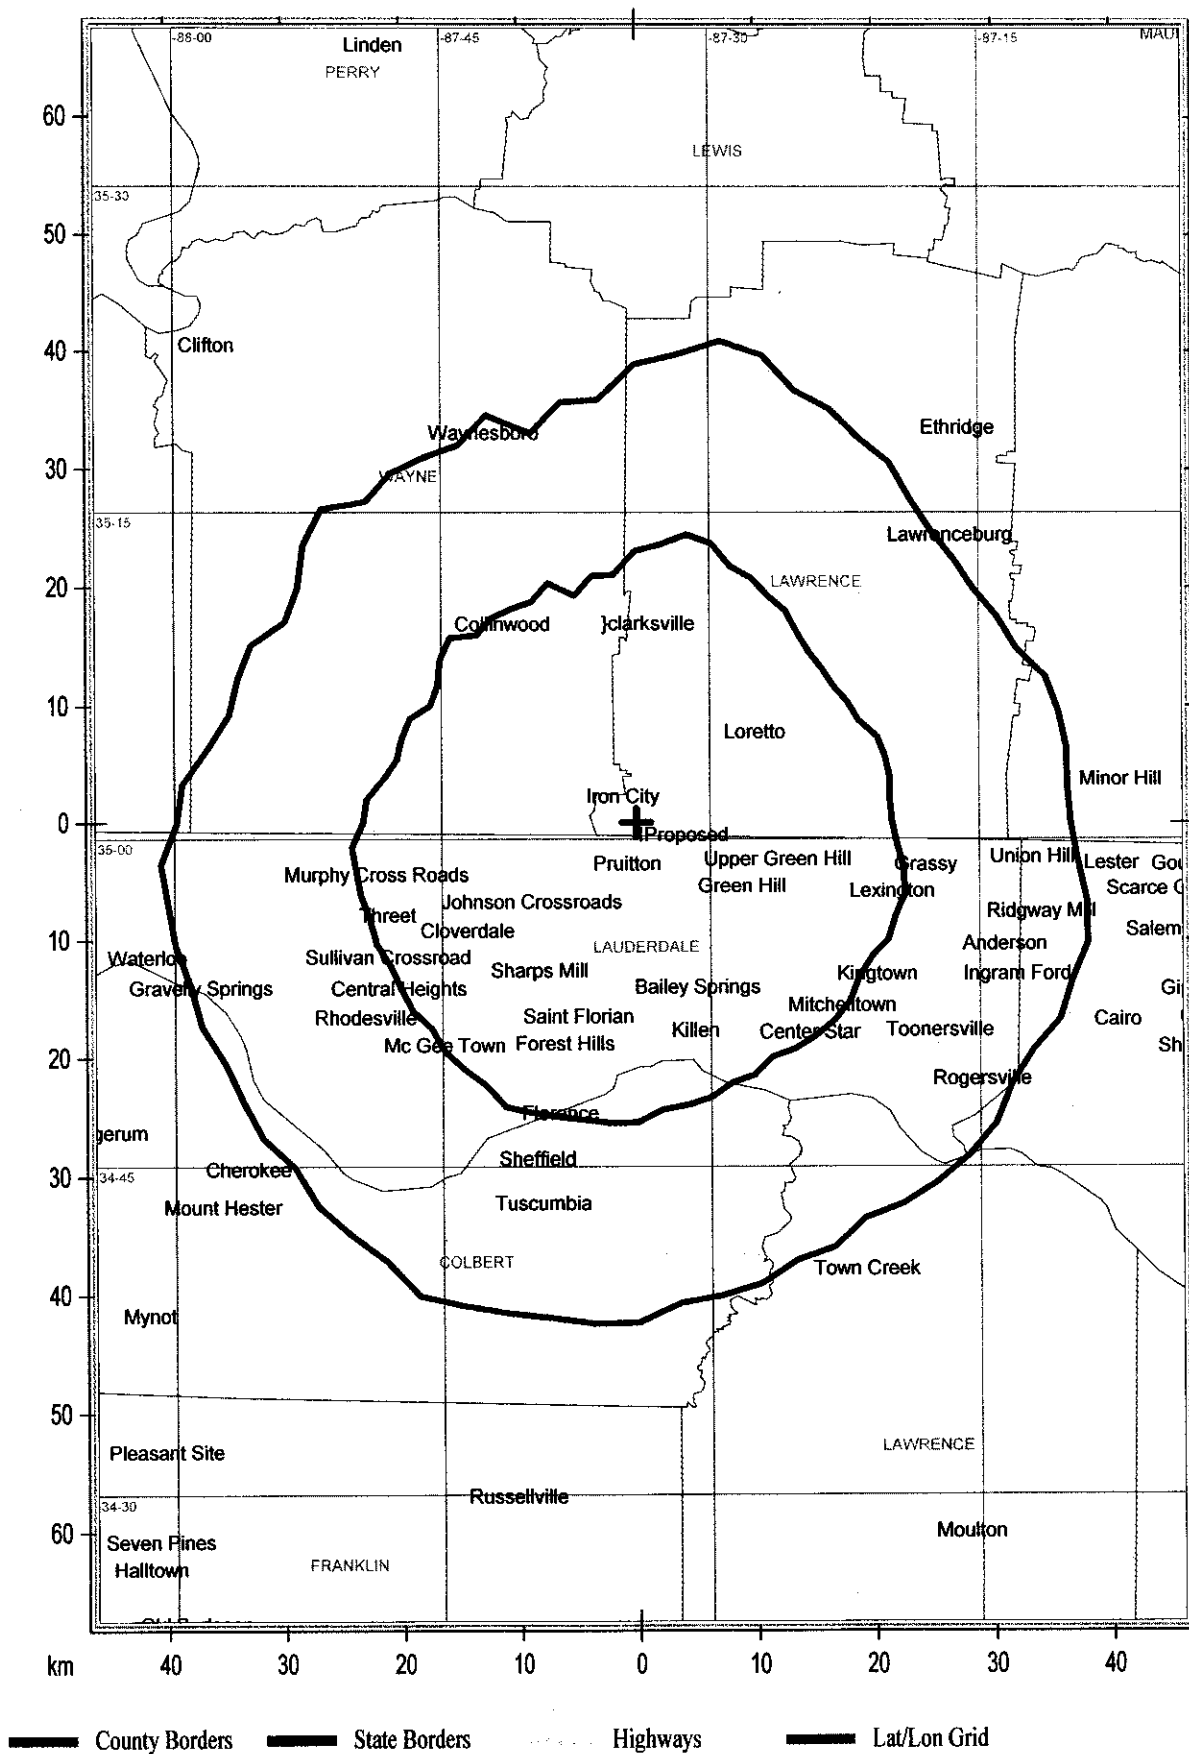 -88-00
-87-45
-87-30
-97-15
MAU
Linden
PERRY
60
LEWIS
35-30
50
Clifton
40
Ethridge
Waynesboro
30
WAYNE
35-15
Lawrenceburg
20
LAWRENCE
Collinwood
}clarksville
10
Loretto
Minor Hill
Iron City
0
Proposed
35-00
Pruitton
Upper Green Hill
Grassy
Union Hill
Lester
Gou
Murphy Cross Roads
Green Hill
Lexington
Scarce C
Johnson Crossroads
Threet
Ridgway Mill
Cloverdale
Salem
10
LAUDERDALE
Anderson
Waterloo
Sullivan Crossroad
Sharps Mill
Kingtown
Ingram Ford
Gravelly Springs
Central Heights
Bailey Springs
Gi
Mitchelltown
Rhodesville
Saint Florian
Killen
Center Star
Toonersville
Cairo
Mc Gee Town
Forest Hills
Sh
20
Rogersville
Florence
gerum
Sheffield
Cherokee
30
34-45
Mount Hester
Tuscumbia
COLBERT
Town Creek
40
Mynot
50
Pleasant Site
LAWRENCE
Russellville
34-30
60
Moulton
Seven Pines
Halltown
FRANKLIN
km
40
30
20
10
0
10
20
30
40
County Borders
State Borders
Highways
Lat/Lon Grid